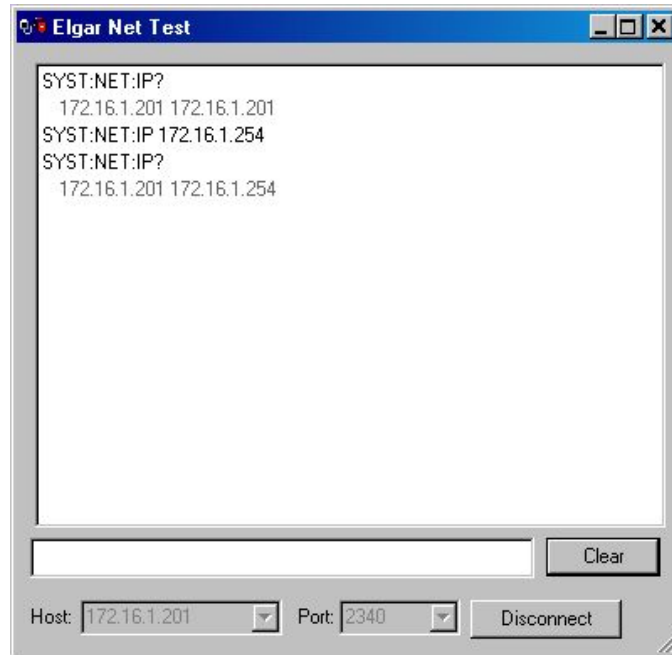 Elgar Net Test
SYST:NET:IP?
172.16.1.201 172.16.1.201
SYST:NET:IP 172.16.1.254
SYST:NET:IP?
172.16.1.201 172.16.1.254
Clear
Host: 172.16.1.201 Port: 2340 Disconnect